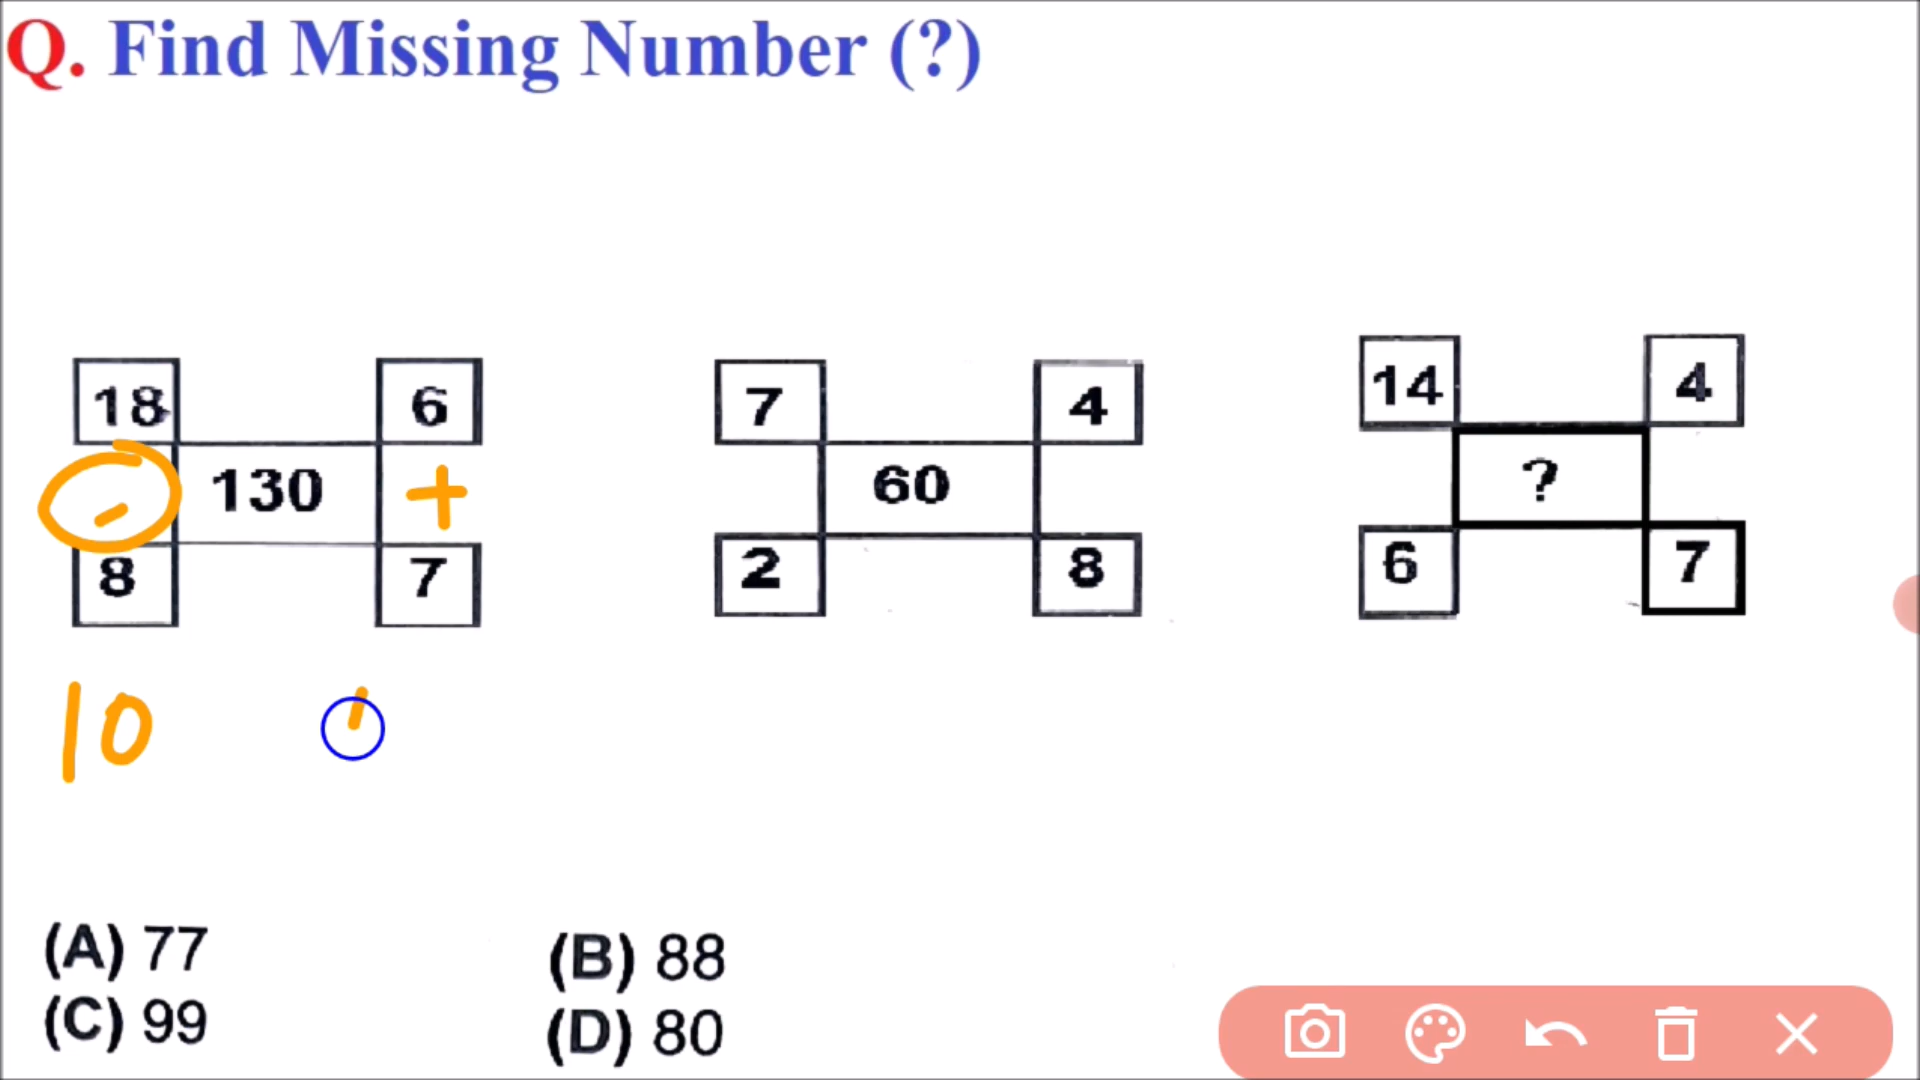 Q. Find Missing Number (?)
18 6 7 4 14 4
- 130 + 60 ?
8 7 2 8 6 7
10
(A) 77 (B) 88
(C) 99 (D) 80